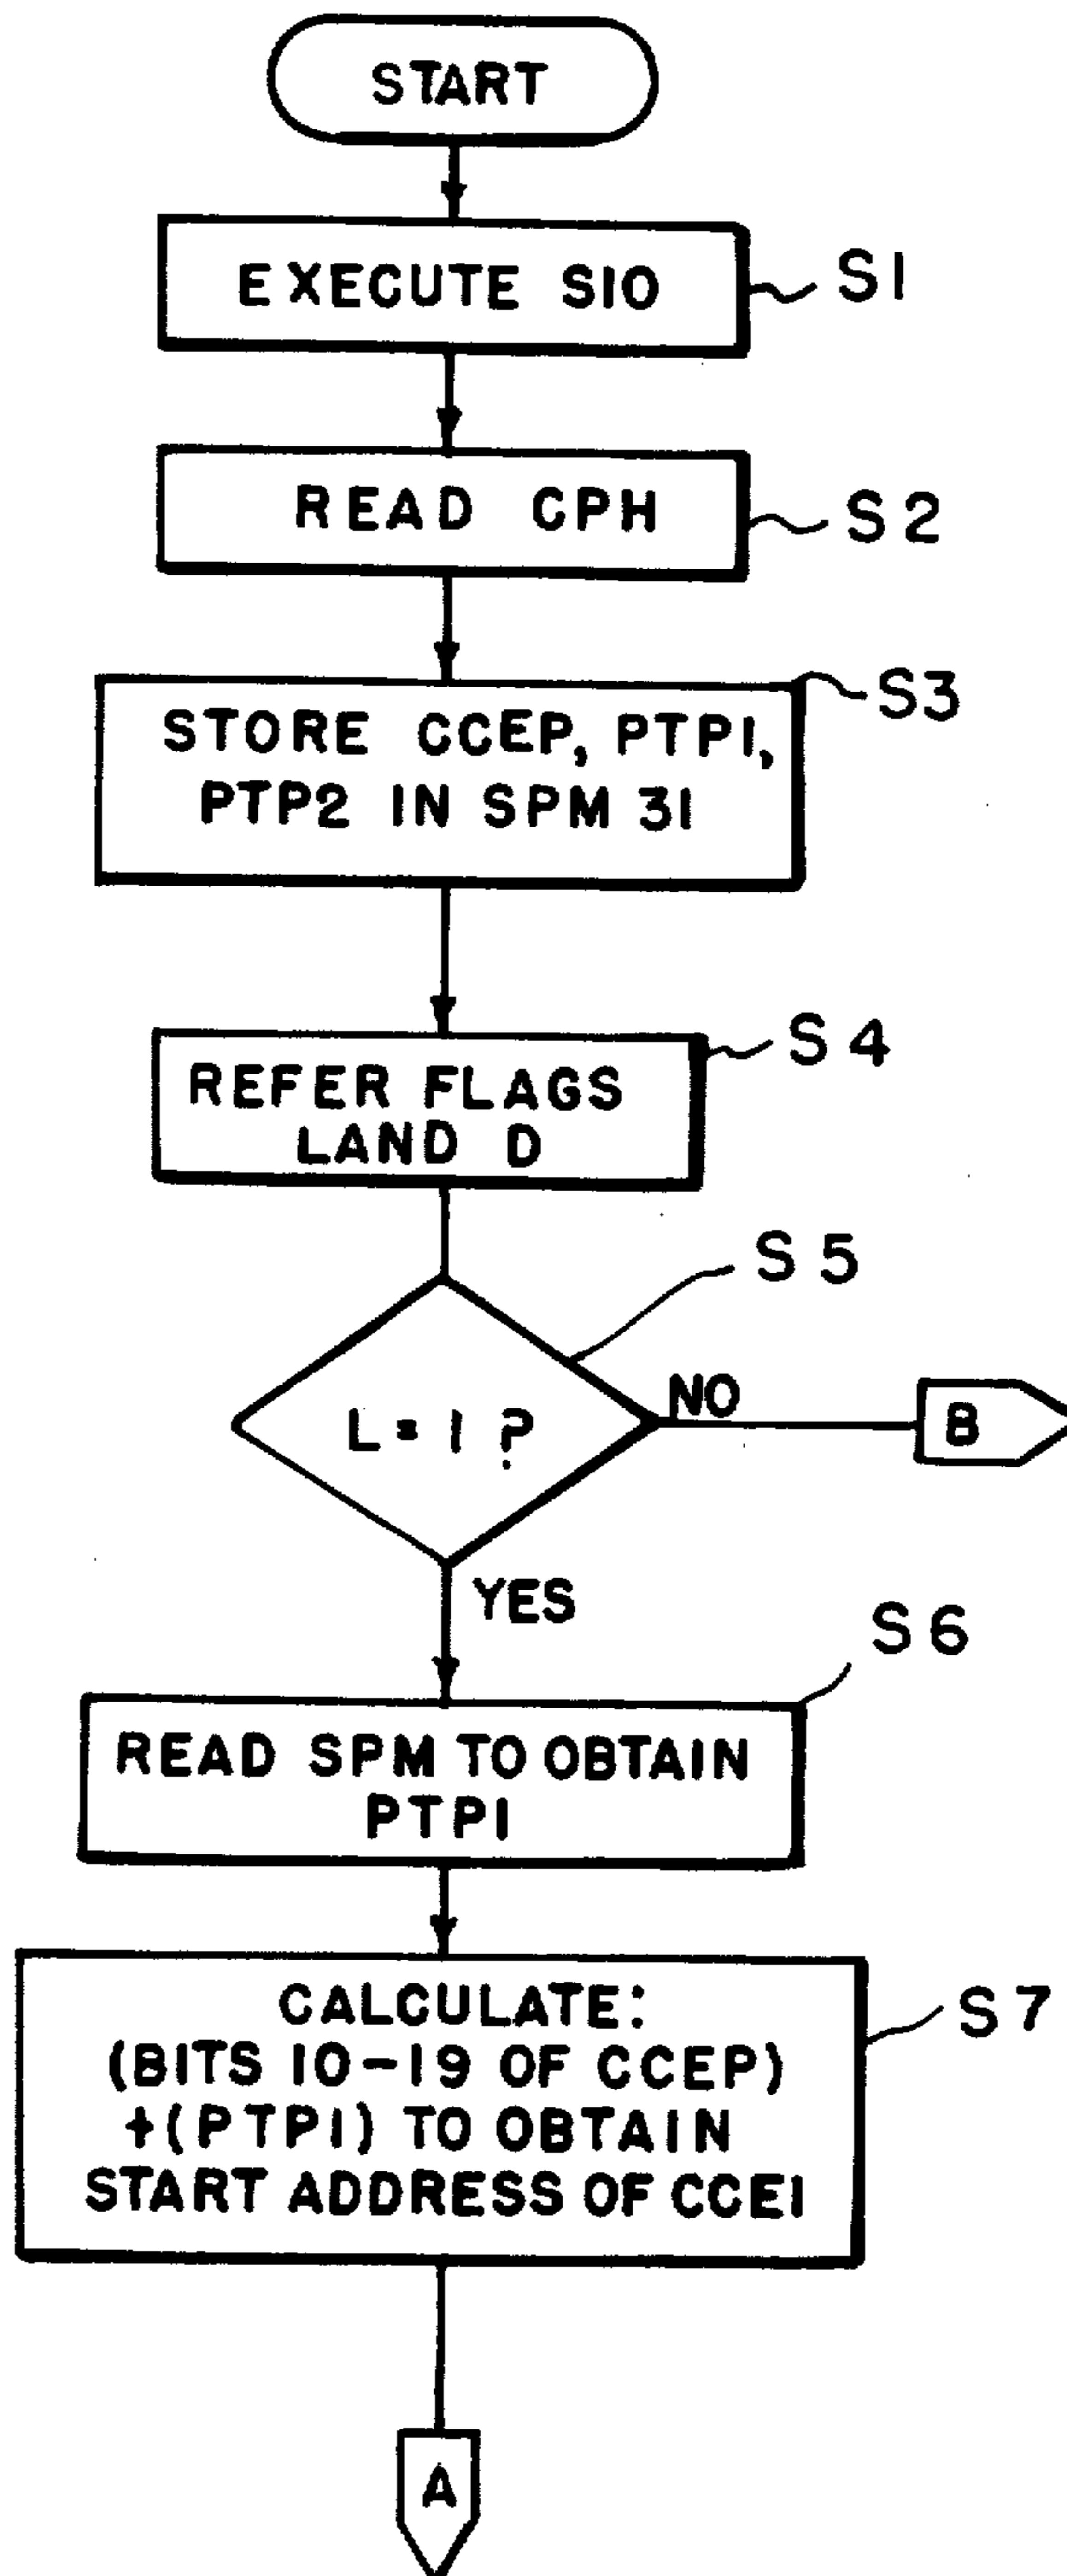 START
EXECUTE SIO
S1
READ CPH
S2
STORE CCEP, PTP1,
PTP2 IN SPM 31
S3
REFER FLAGS
LAND D
S4
L = 1 ?
S5
NO
B
YES
READ SPM TO OBTAIN
PTP1
S6
CALCULATE:
(BITS 10-19 OF CCEP)
+(PTP1) TO OBTAIN
START ADDRESS OF CCE1
S7
A